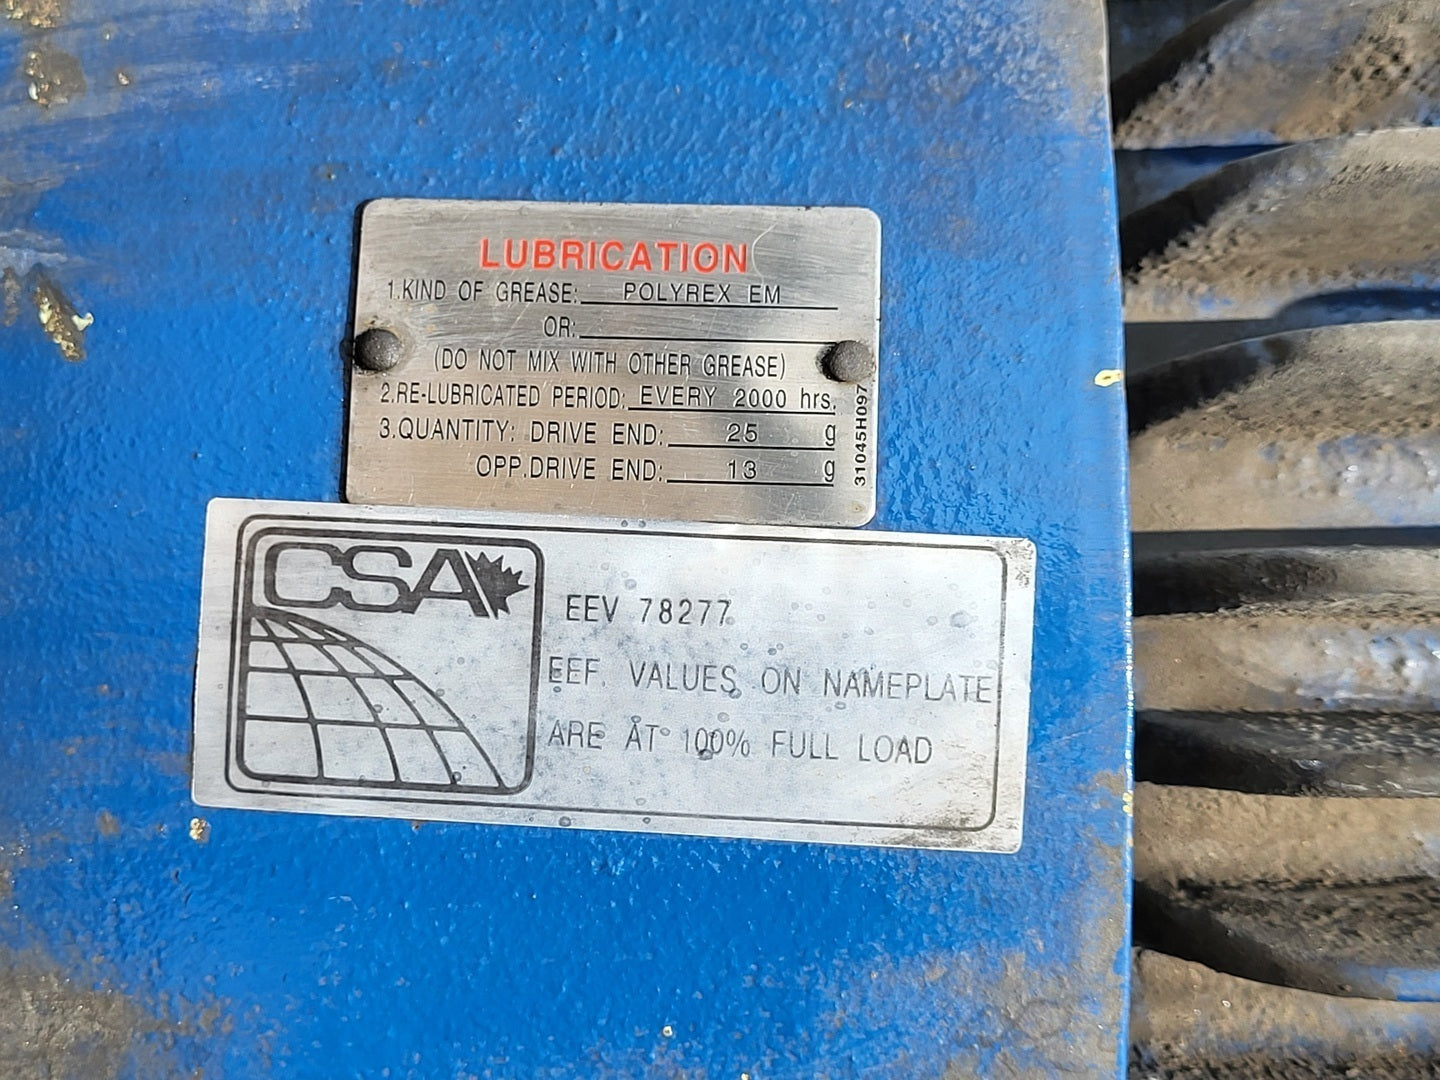 LUBRICATION
1.KIND OF GREASE: POLYREX EM
OR:
(DO NOT MIX WITH OTHER GREASE)
2.RE-LUBRICATED PERIOD: EVERY 2000 hrs.
3.QUANTITY: DRIVE END: 25 g
OPP.DRIVE END: 13 g
31045H097
CSA
EEV 78277
EEF. VALUES ON NAMEPLATE
ARE AT 100% FULL LOAD